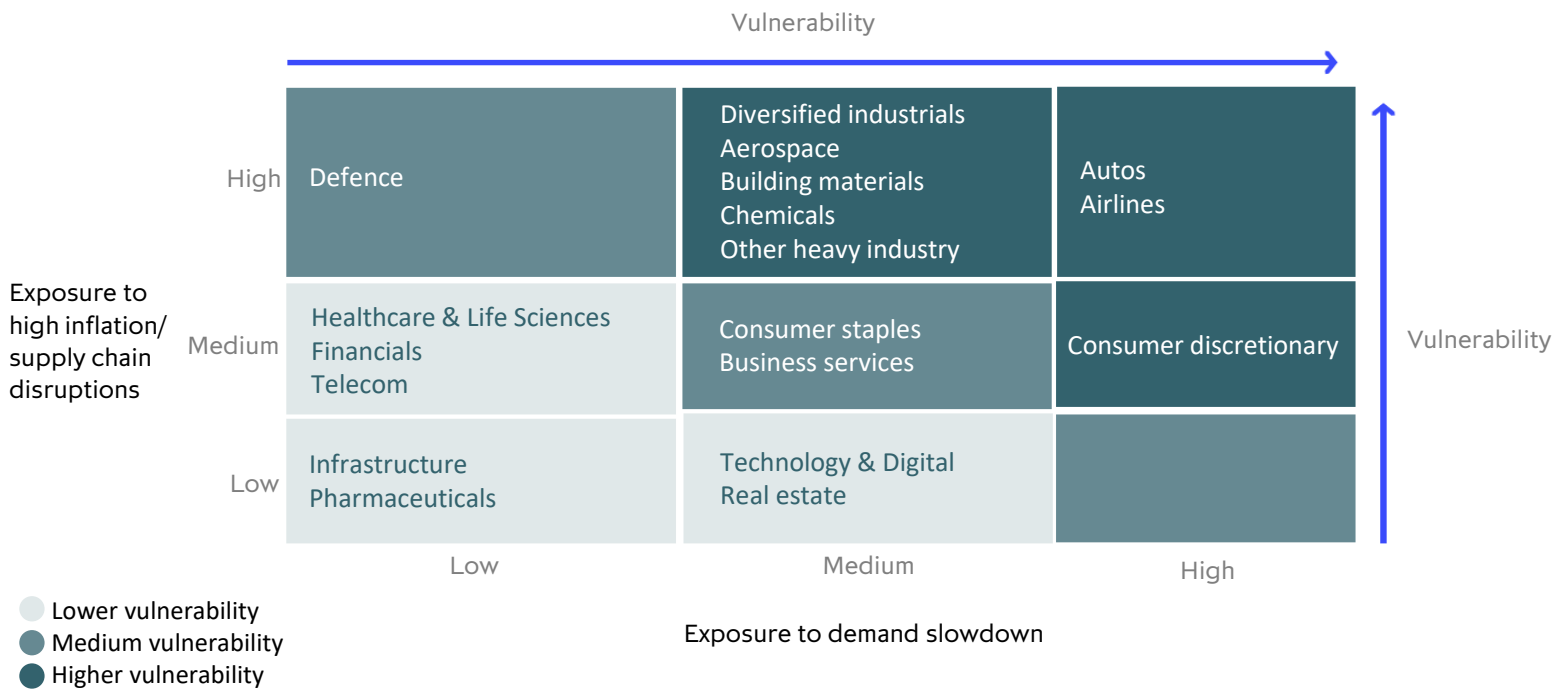 Vulnerability
High
Defence
Diversified industrials
Aerospace
Building materials
Chemicals
Other heavy industry
Autos
Airlines
Exposure to
high inflation/
supply chain
disruptions
Medium
Healthcare & Life Sciences
Financials
Telecom
Consumer staples
Business services
Consumer discretionary
Vulnerability
Low
Infrastructure
Pharmaceuticals
Technology & Digital
Real estate
Low
Medium
High
Exposure to demand slowdown
Lower vulnerability
Medium vulnerability
Higher vulnerability